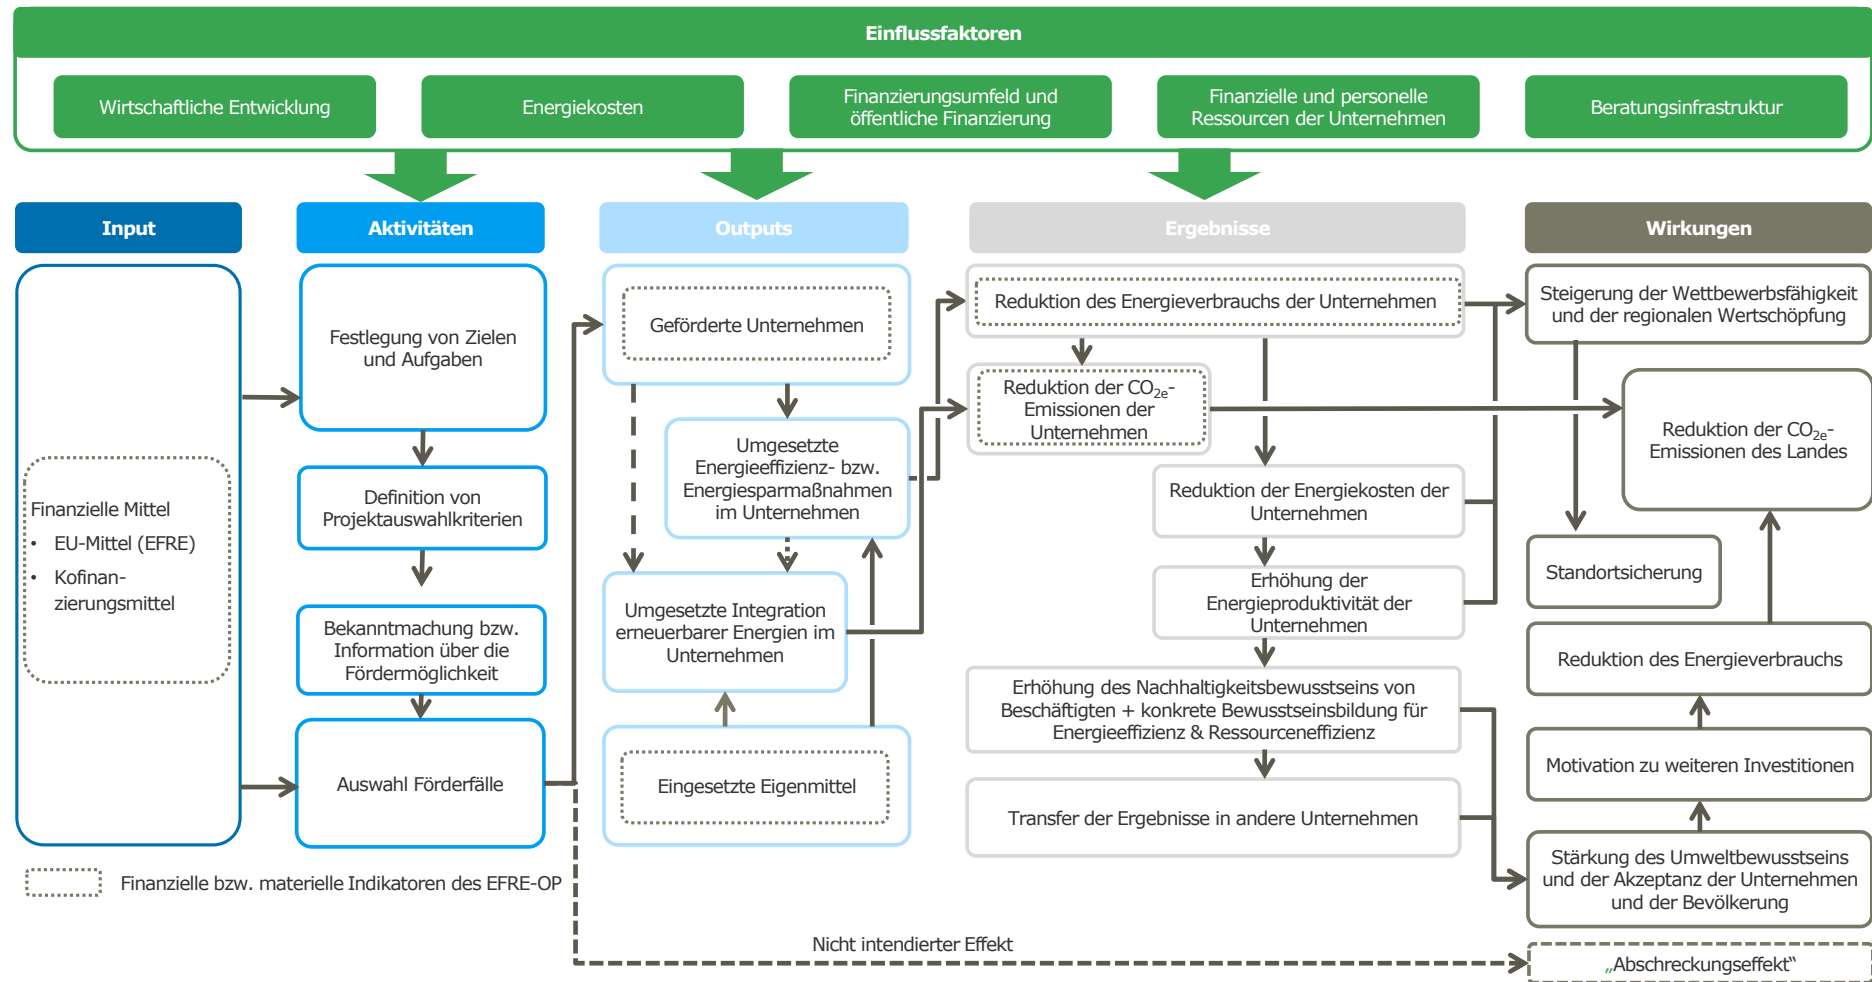 Einflussfaktoren
Wirtschaftliche Entwicklung
Energiekosten
Finanzierungsumfeld und
öffentliche Finanzierung
Finanzielle und personelle
Ressourcen der Unternehmen
Beratungsinfrastruktur
Input
Finanzielle Mittel
• EU-Mittel (EFRE)
• Kofinan-
zierungsmittel
Aktivitäten
Festlegung von Zielen
und Aufgaben
Definition von
Projektauswahlkriterien
Bekanntmachung bzw.
Information über die
Fördermöglichkeit
Auswahl Förderfälle
Outputs
Geförderte Unternehmen
Umgesetzte
Energieeffizienz- bzw.
Energiesparmaßnahmen
im Unternehmen
Umgesetzte Integration
erneuerbarer Energien im
Unternehmen
Eingesetzte Eigenmittel
Ergebnisse
Reduktion des Energieverbrauchs der Unternehmen
Reduktion der CO2e-
Emissionen der
Unternehmen
Reduktion der Energiekosten der
Unternehmen
Erhöhung der
Energieproduktivität der
Unternehmen
Erhöhung des Nachhaltigkeitsbewusstseins von
Beschäftigten + konkrete Bewusstseinsbildung für
Energieeffizienz & Ressourceneffizienz
Transfer der Ergebnisse in andere Unternehmen
Wirkungen
Steigerung der Wettbewerbsfähigkeit
und der regionalen Wertschöpfung
Reduktion der CO2e-
Emissionen des Landes
Standortsicherung
Reduktion des Energieverbrauchs
Motivation zu weiteren Investitionen
Stärkung des Umweltbewusstseins
und der Akzeptanz der Unternehmen
und der Bevölkerung
Finanzielle bzw. materielle Indikatoren des EFRE-OP
Nicht intendierter Effekt
„Abschreckungseffekt“